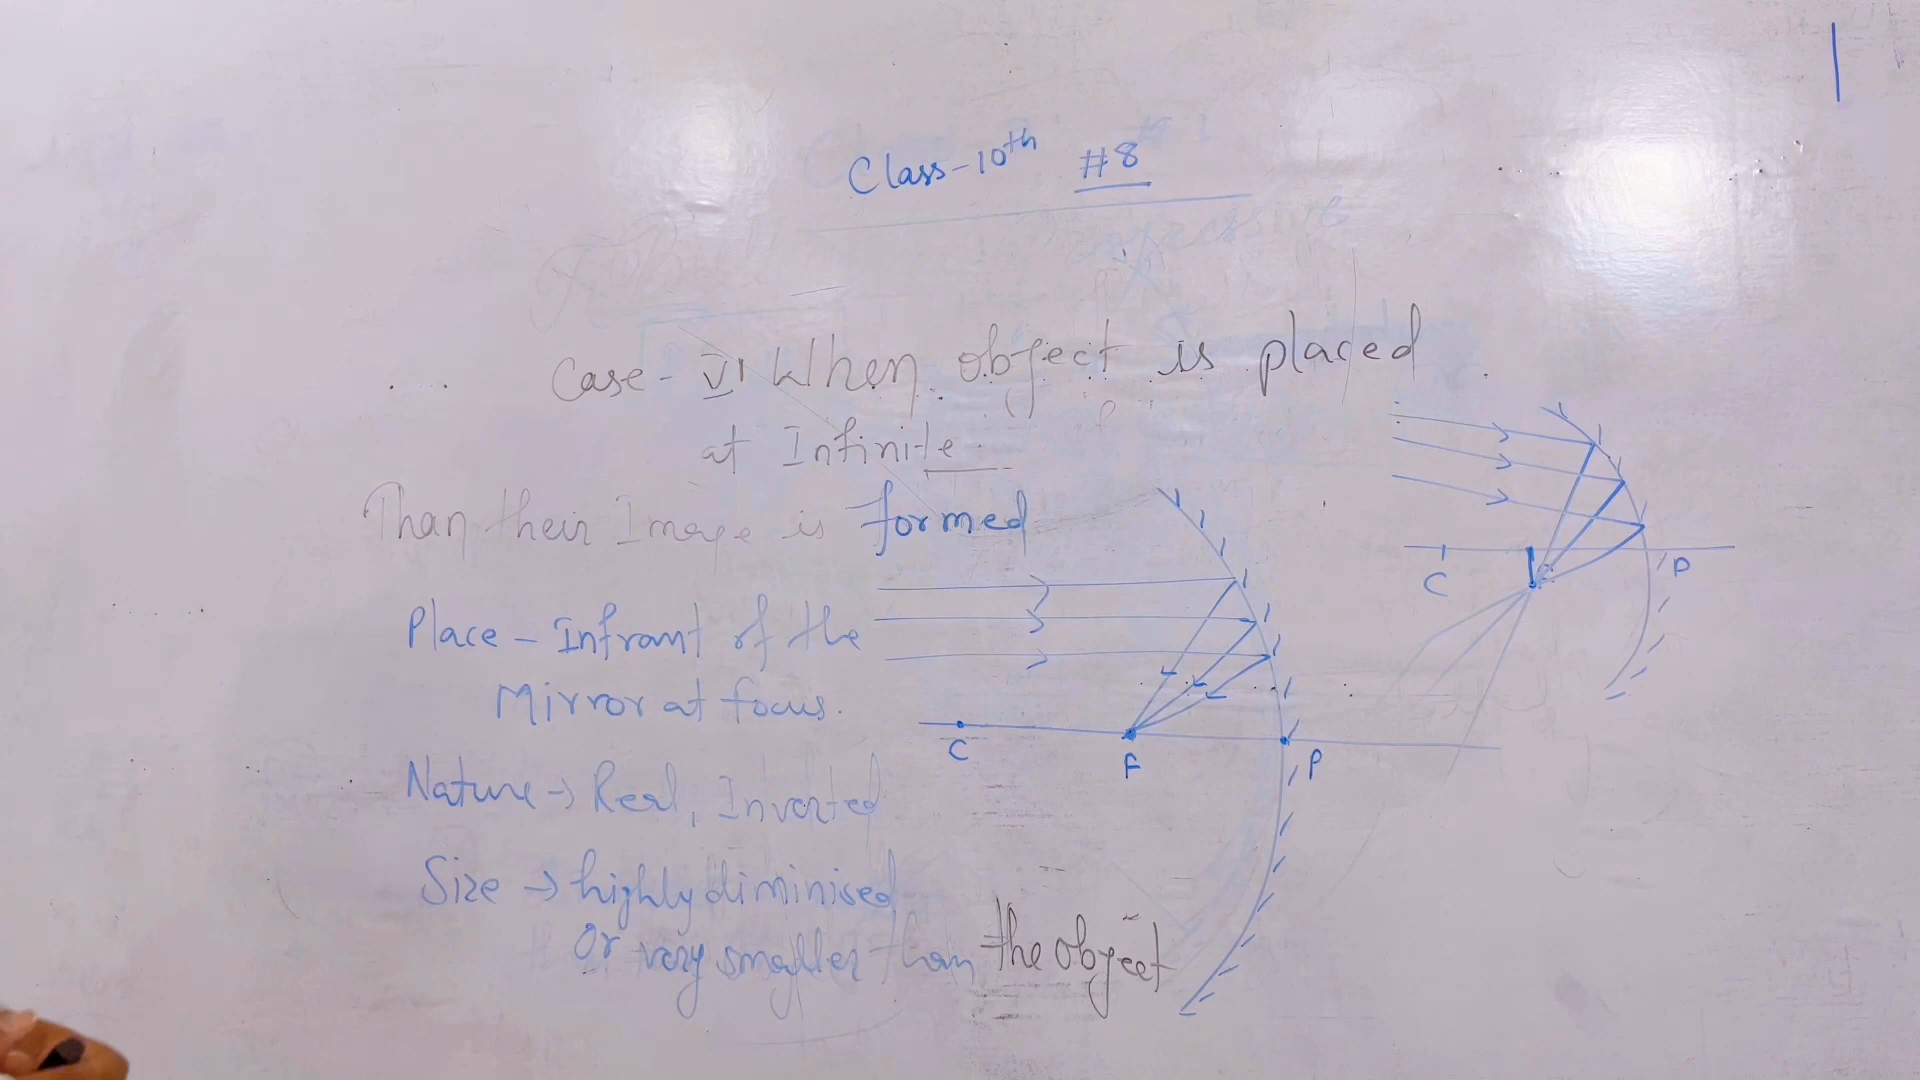 Class-10th #8
Case-VI When object is placed
at Infinite
Than their Image is formed
Place - Infront of the
Mirror at focus.
Nature → Real, Inverted
Size → highly diminised
Or very smaller than the object
C
F
P
C
P